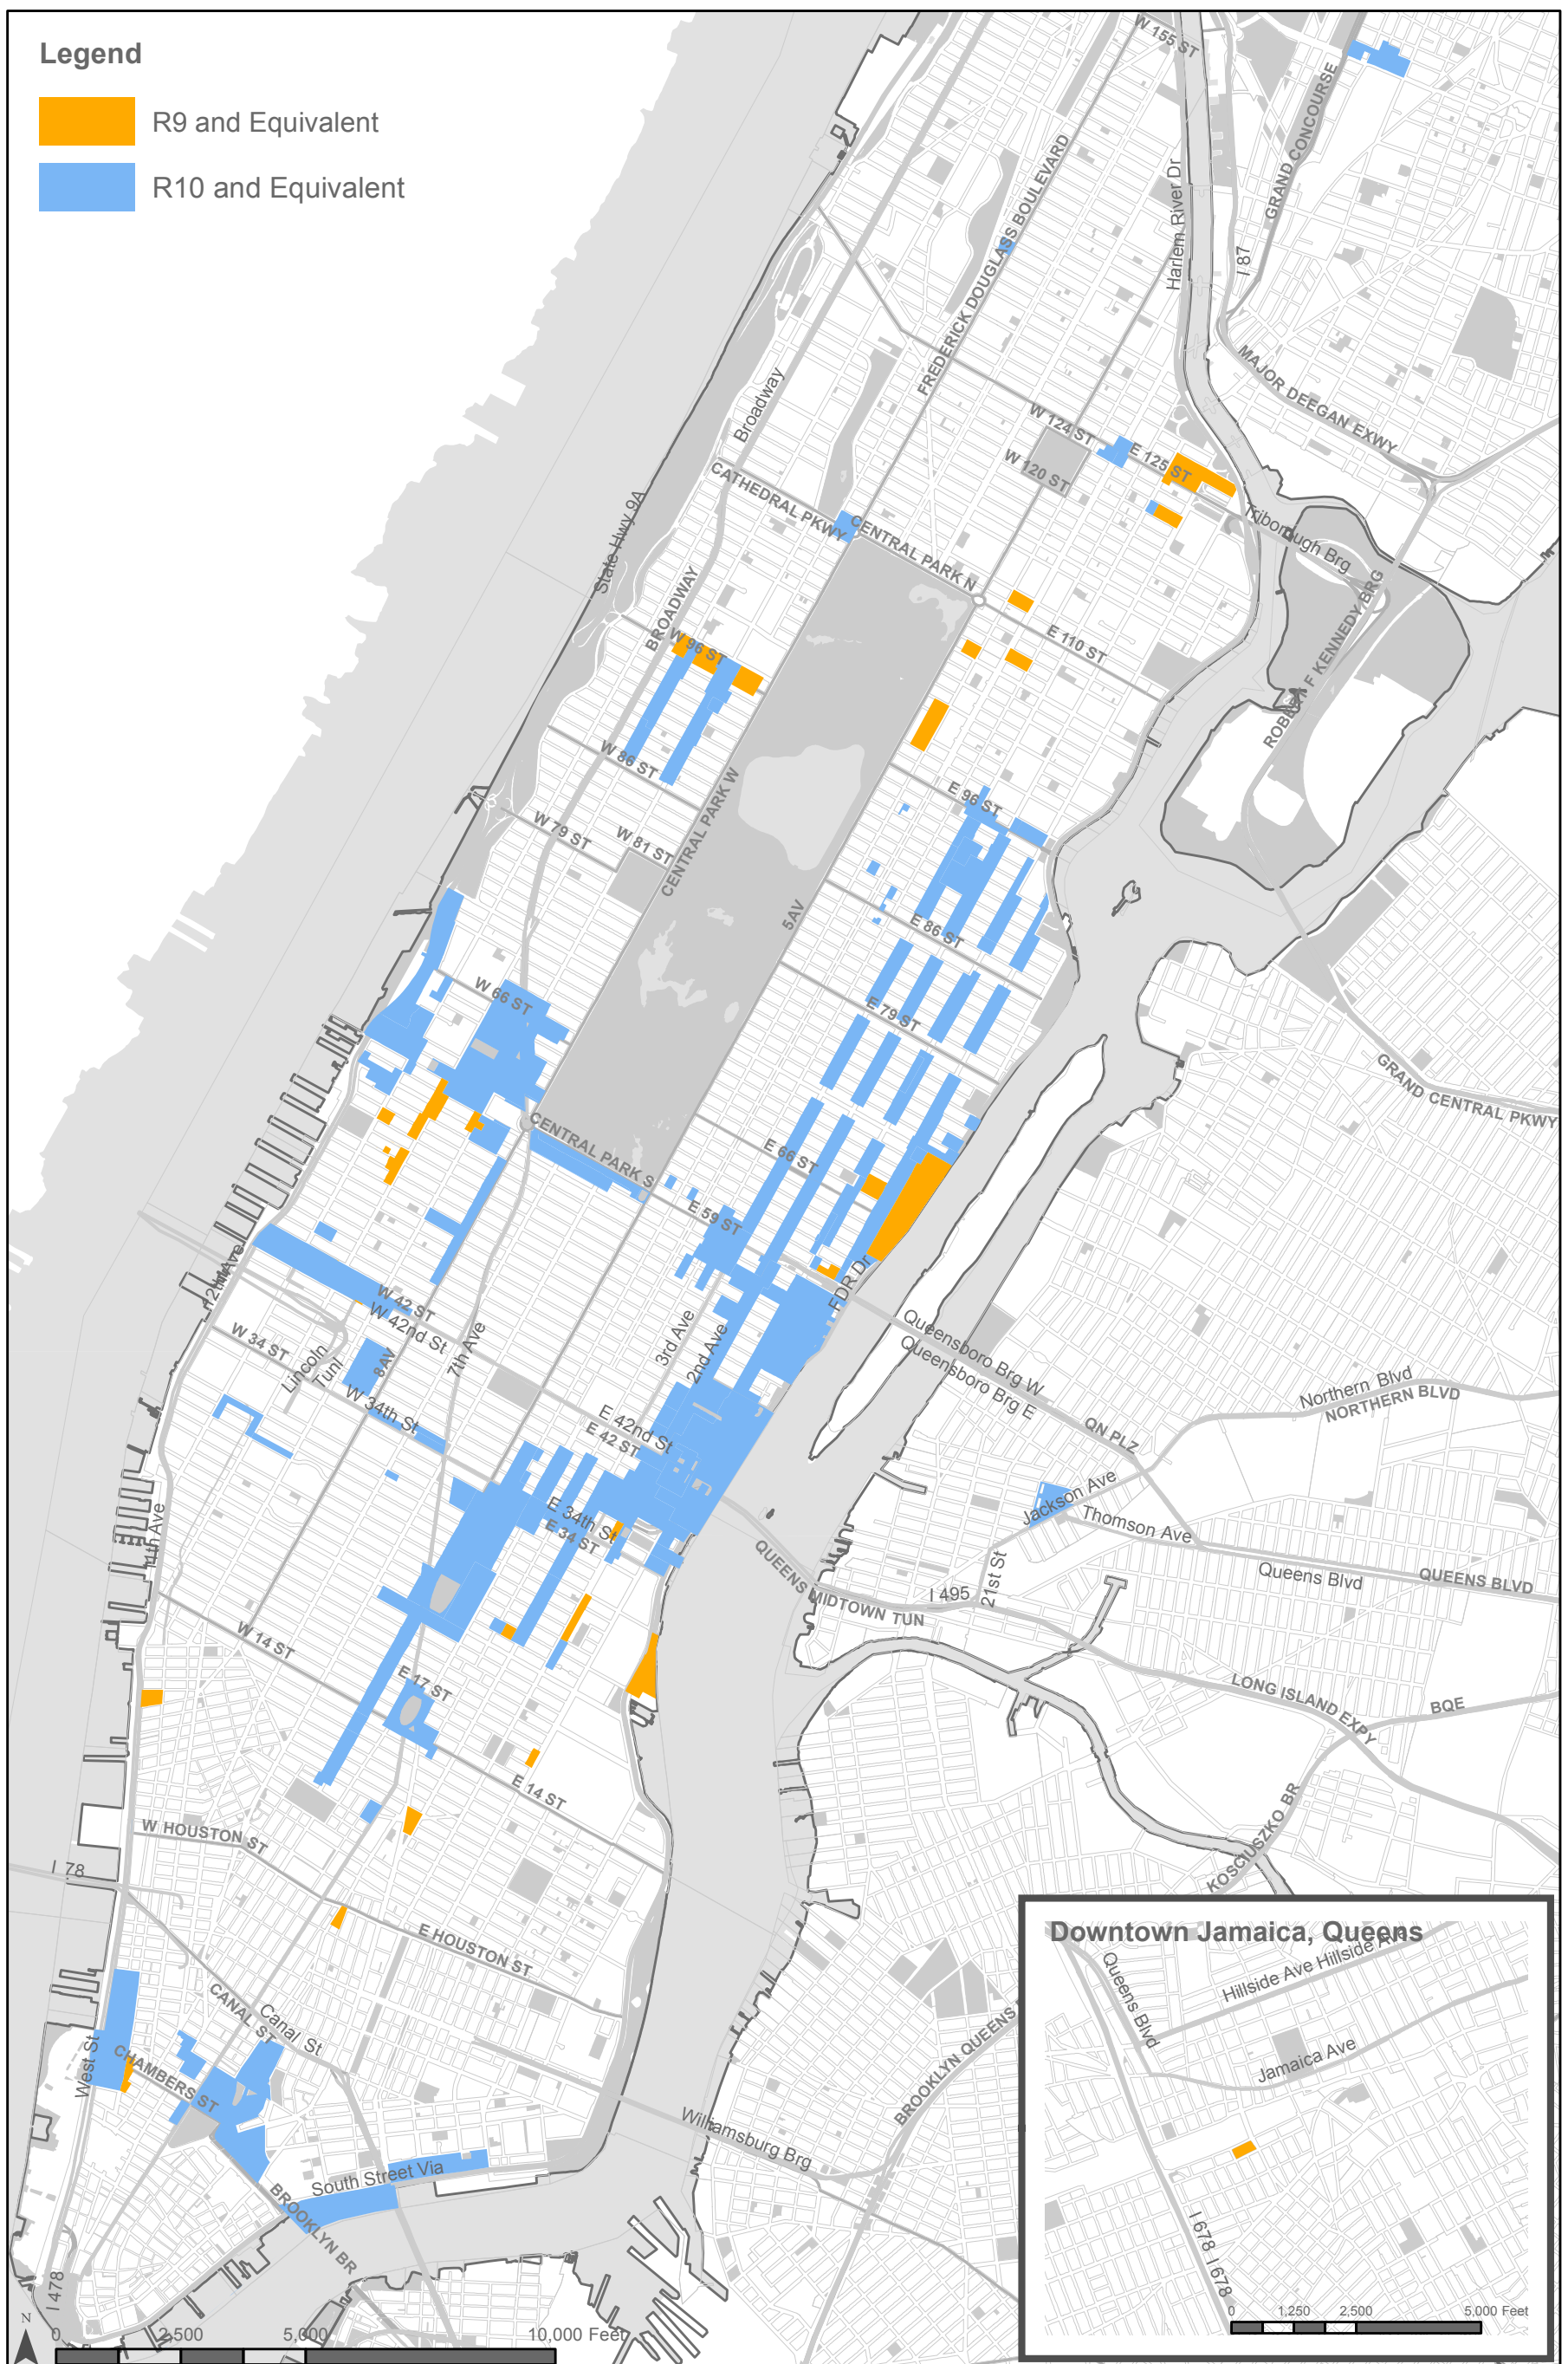 Legend
R9 and Equivalent
R10 and Equivalent
W 155 ST
GRAND CONCOURSE
FREDERICK DOUGLASS BOULEVARD
Harlem River Dr
I 87
MAJOR DEEGAN EXWY
Broadway
W 124 ST
E 125 ST
W 120 ST
CATHEDRAL PKWY
CENTRAL PARK N
Triborough Brg
State Hwy 9A
BROADWAY
ROBERT F KENNEDY BRG
E 110 ST
W 96 ST
W 86 ST
E 96 ST
W 79 ST
W 81 ST
CENTRAL PARK W
5AV
E 86 ST
W 66 ST
E 79 ST
GRAND CENTRAL PKWY
CENTRAL PARK S
E 66 ST
E 59 ST
FDR Dr
12th Ave
W 42 ST
W 42nd St
W 34 ST
Lincoln
Tunl
8 AV
7th Ave
3rd Ave
2nd Ave
Queensboro Brg W
Queensboro Brg E
Northern Blvd
NORTHERN BLVD
W 34th St
E 42nd St
E 42 ST
QN PLZ
Jackson Ave
Thomson Ave
11th Ave
E 34th St
E 34 ST
QUEENS MIDTOWN TUN
I 495
21st St
Queens Blvd
QUEENS BLVD
W 14 ST
E 17 ST
LONG ISLAND EXPY
BQE
E 14 ST
KOSCIUSZKO BR
W HOUSTON ST
I 78
E HOUSTON ST
CANAL ST
Canal St
West St
CHAMBERS ST
Williamsburg Brg
BROOKLYN QUEENS
South Street Via
BROOKLYN BR
I 478
N
0 2,500 5,000 10,000 Feet
Downtown Jamaica, Queens
Hillside Ave Hillside Ave
Queens Blvd
Jamaica Ave
I 678 I 678
0 1,250 2,500 5,000 Feet